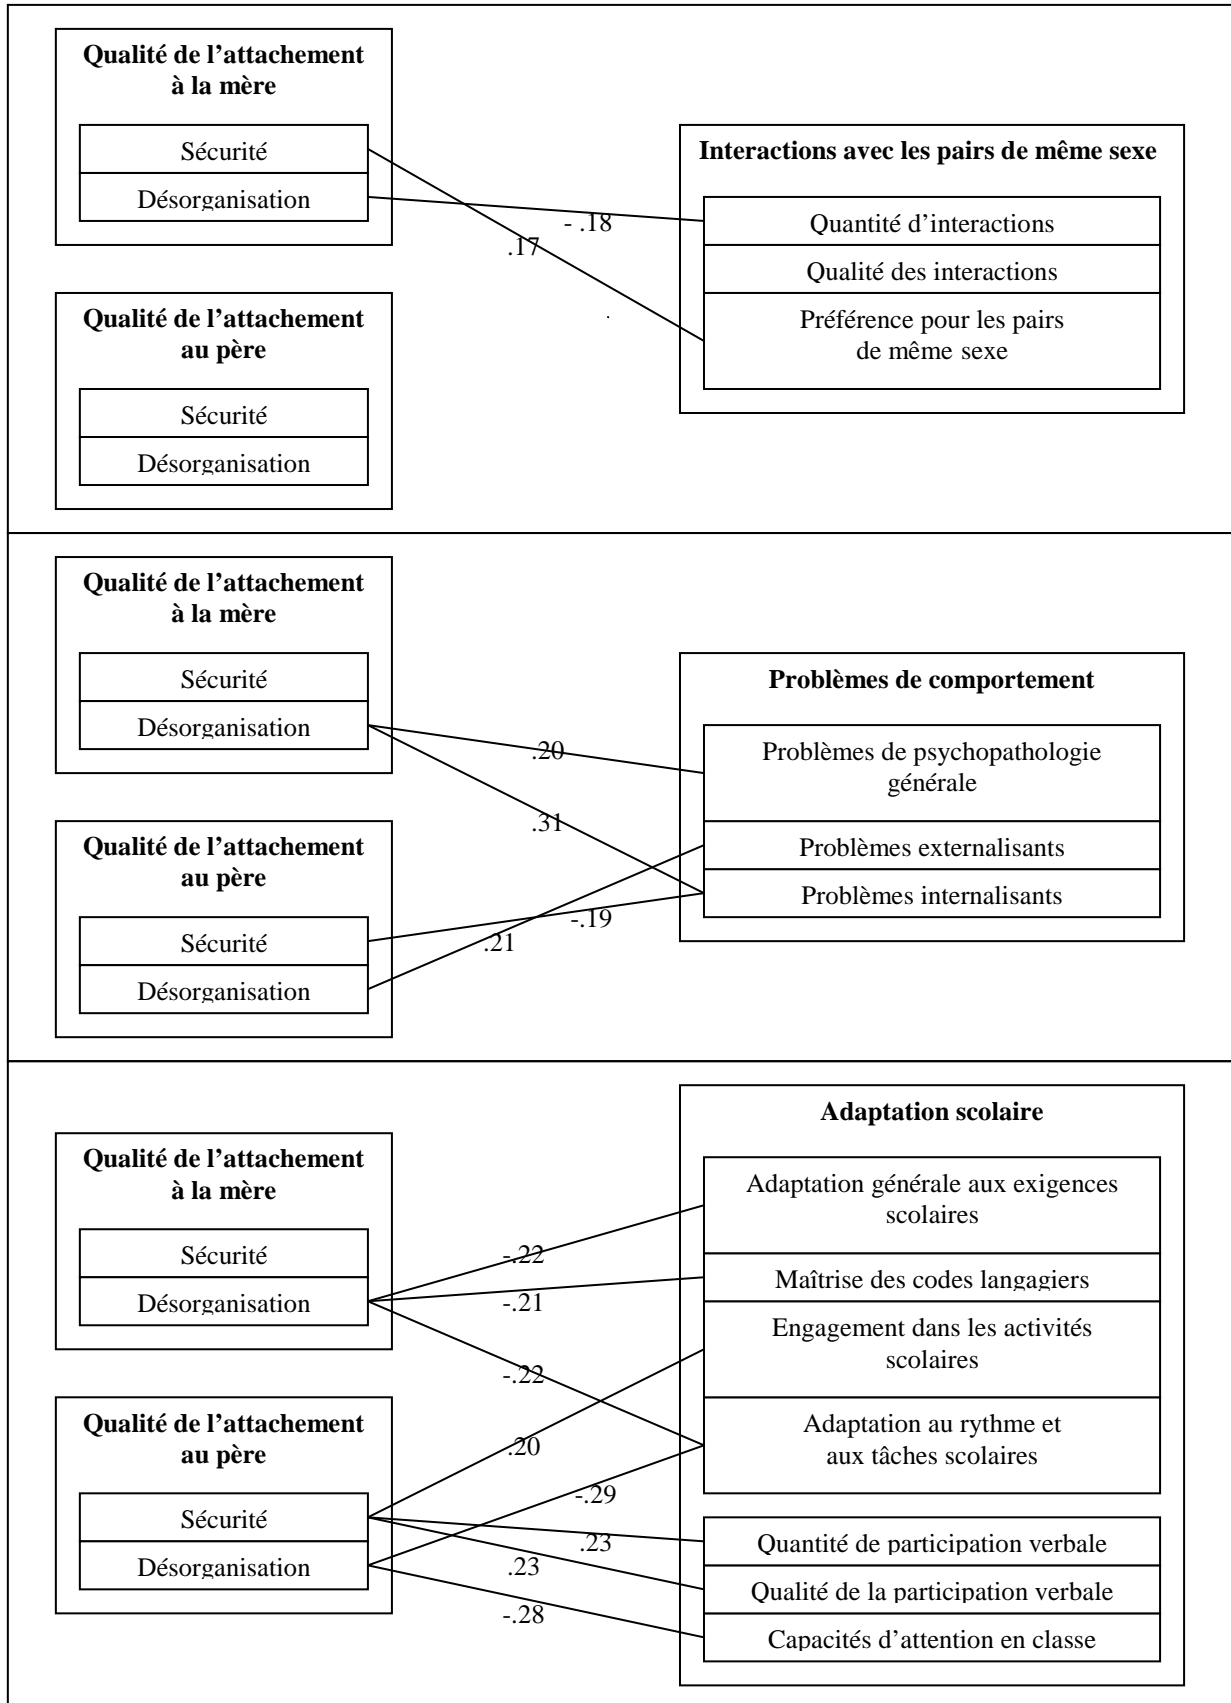 Qualité de l’attachement
à la mère
Sécurité
Désorganisation
Qualité de l’attachement
au père
Sécurité
Désorganisation
- .18
.17
.
Interactions avec les pairs de même sexe
Quantité d’interactions
Qualité des interactions
Préférence pour les pairs
de même sexe
Qualité de l’attachement
à la mère
Sécurité
Désorganisation
Qualité de l’attachement
au père
Sécurité
Désorganisation
.20
.31
-.19
.21
Problèmes de comportement
Problèmes de psychopathologie
générale
Problèmes externalisants
Problèmes internalisants
Qualité de l’attachement
à la mère
Sécurité
Désorganisation
Qualité de l’attachement
au père
Sécurité
Désorganisation
-.22
-.21
-.22
.20
-.29
.23
.23
-.28
Adaptation scolaire
Adaptation générale aux exigences
scolaires
Maîtrise des codes langagiers
Engagement dans les activités
scolaires
Adaptation au rythme et
aux tâches scolaires
Quantité de participation verbale
Qualité de la participation verbale
Capacités d’attention en classe